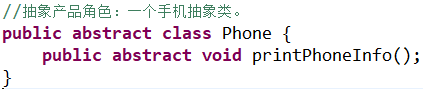 //抽象产品角色：一个手机抽象类。
public abstract class Phone {
    public abstract void printPhoneInfo();
}